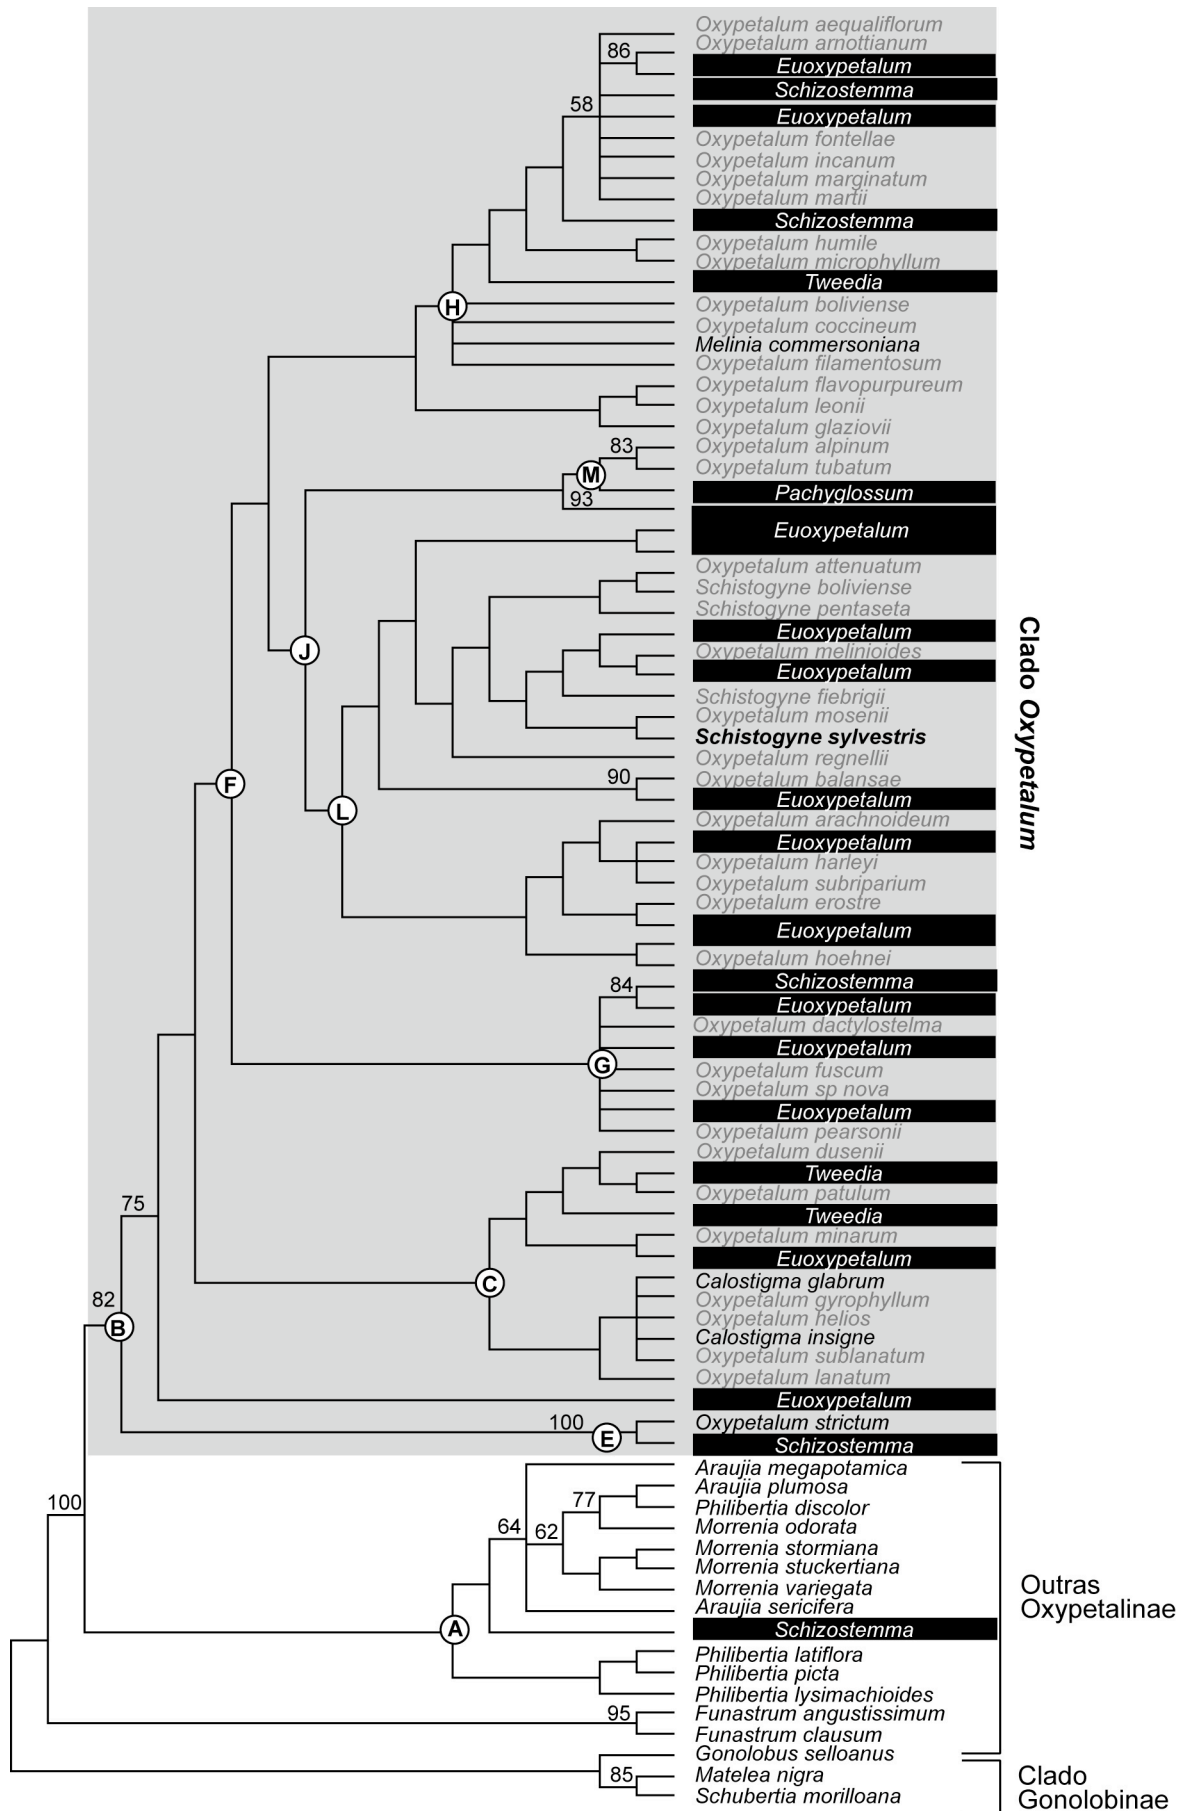 Oxypetalum aequaliflorum
Oxypetalum arnottianum
86
Euoxypetalum
Schizostemma
58
Euoxypetalum
Oxypetalum fontellae
Oxypetalum incanum
Oxypetalum marginatum
Oxypetalum martii
Schizostemma
Oxypetalum humile
Oxypetalum microphyllum
Tweedia
H
Oxypetalum boliviense
Oxypetalum coccineum
Melinia commersoniana
Oxypetalum filamentosum
Oxypetalum flavopurpureum
Oxypetalum leonii
Oxypetalum glaziovii
83
Oxypetalum alpinum
Oxypetalum tubatum
M
93
Pachyglossum
Euoxypetalum
Oxypetalum attenuatum
Schistogyne boliviense
Schistogyne pentaseta
Euoxypetalum
J
Oxypetalum melinioides
Euoxypetalum
Schistogyne fiebrigii
Oxypetalum mosenii
Schistogyne sylvestris
Oxypetalum regnellii
90
Oxypetalum balansae
F
Euoxypetalum
L
Oxypetalum arachnoideum
Euoxypetalum
Oxypetalum harleyi
Oxypetalum subriparium
Oxypetalum erostre
Euoxypetalum
Oxypetalum hoehnei
Schizostemma
84
Euoxypetalum
Oxypetalum dactylostelma
Euoxypetalum
G
Oxypetalum fuscum
Oxypetalum sp nova
Euoxypetalum
Oxypetalum pearsonii
Oxypetalum dusenii
Tweedia
Oxypetalum patulum
75
Tweedia
Oxypetalum minarum
Euoxypetalum
C
Calostigma glabrum
Oxypetalum gyrophyllum
82
Oxypetalum helios
B
Calostigma insigne
Oxypetalum sublanatum
Oxypetalum lanatum
Euoxypetalum
100
E
Oxypetalum strictum
Schizostemma
Clado Oxypetalum
Araujia megapotamica
Araujia plumosa
100
77
Philibertia discolor
64
62
Morrenia odorata
Morrenia stormiana
Morrenia stuckertiana
Morrenia variegata
Araujia sericifera
A
Schizostemma
Philibertia latiflora
Philibertia picta
Philibertia lysimachioides
95
Funastrum angustissimum
Funastrum clausum
Outras
Oxypetalinae
Gonolobus selloanus
85
Matelea nigra
Schubertia morilloana
Clado
Gonolobinae